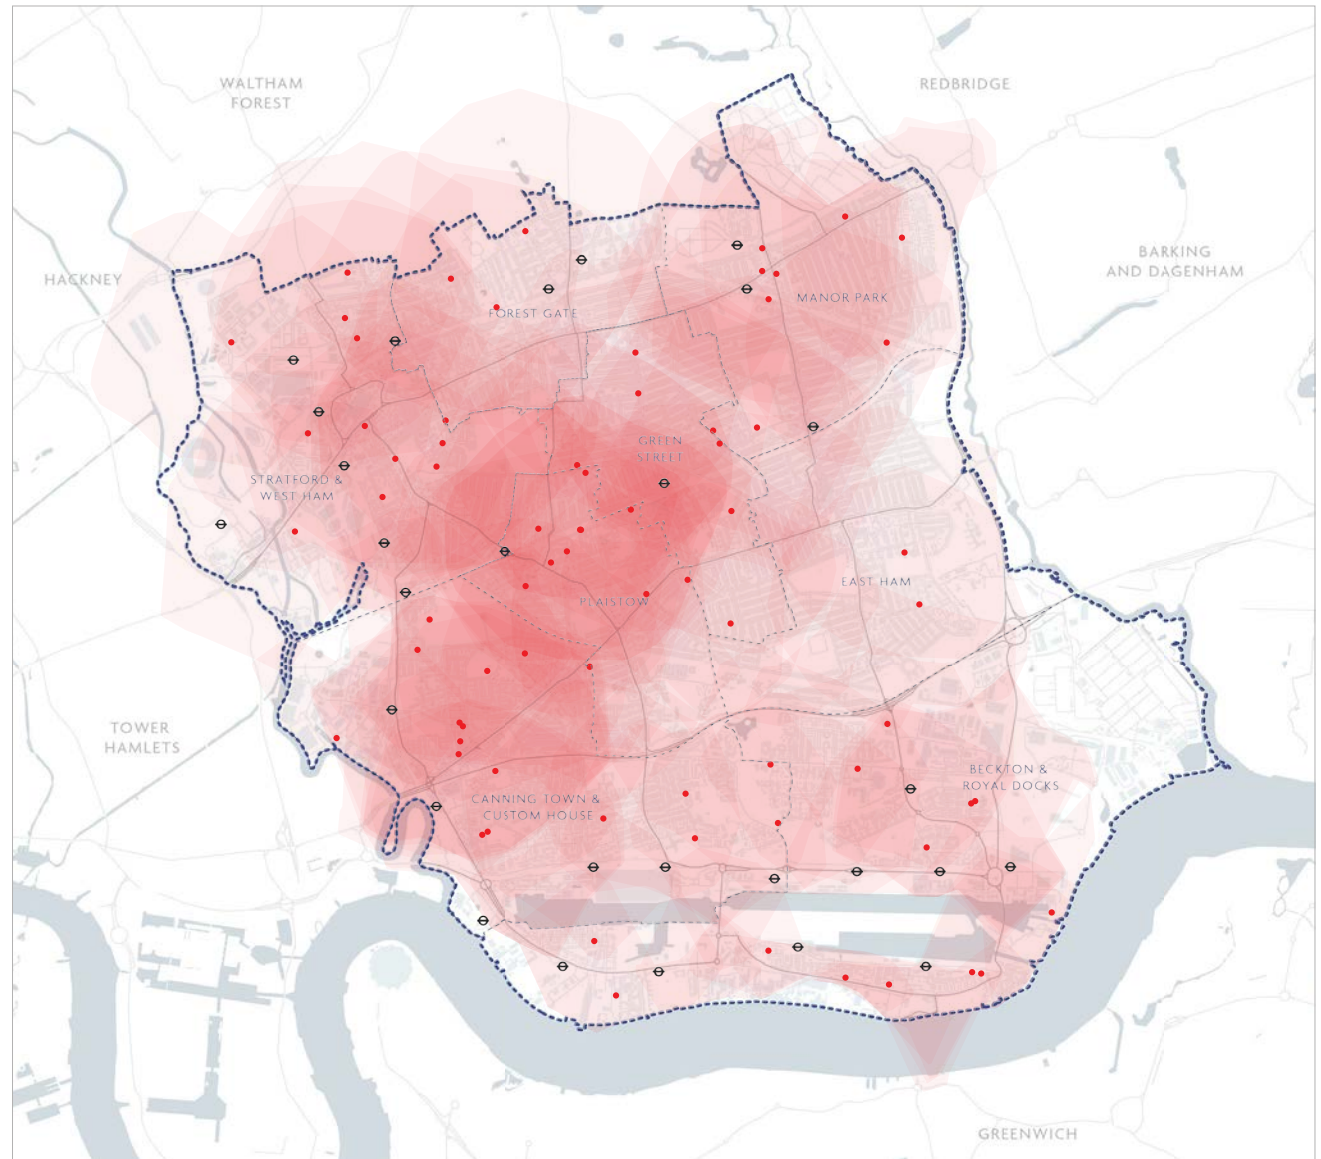 WALTHAM
FOREST
REDBRIDGE
HACKNEY
BARKING
AND DAGENHAM
MANOR PARK
FOREST GATE
GREEN
STREET
STRATFORD &
WEST HAM
EAST HAM
PLAISTOW
TOWER
HAMLETS
BECKTON &
ROYAL DOCKS
CANNING TOWN &
CUSTOM HOUSE
GREENWICH